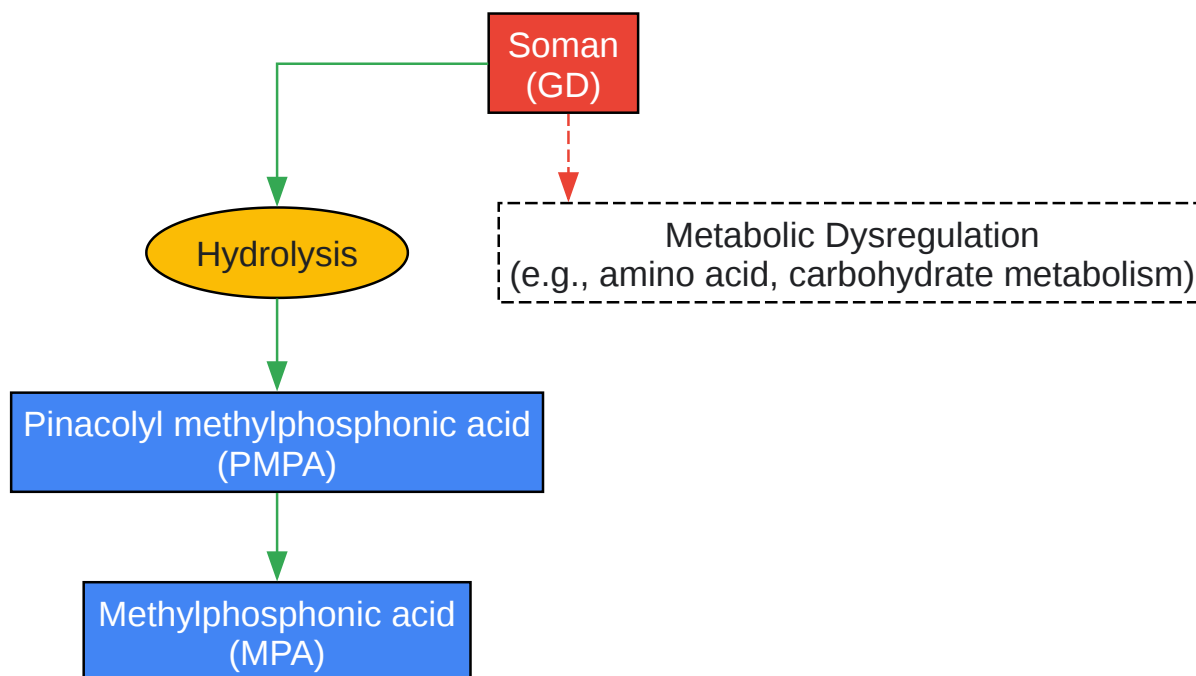 Soman
(GD)
Hydrolysis
Metabolic Dysregulation
(e.g., amino acid, carbohydrate metabolism)
Pinacolyl methylphosphonic acid
(PMPA)
Methylphosphonic acid
(MPA)